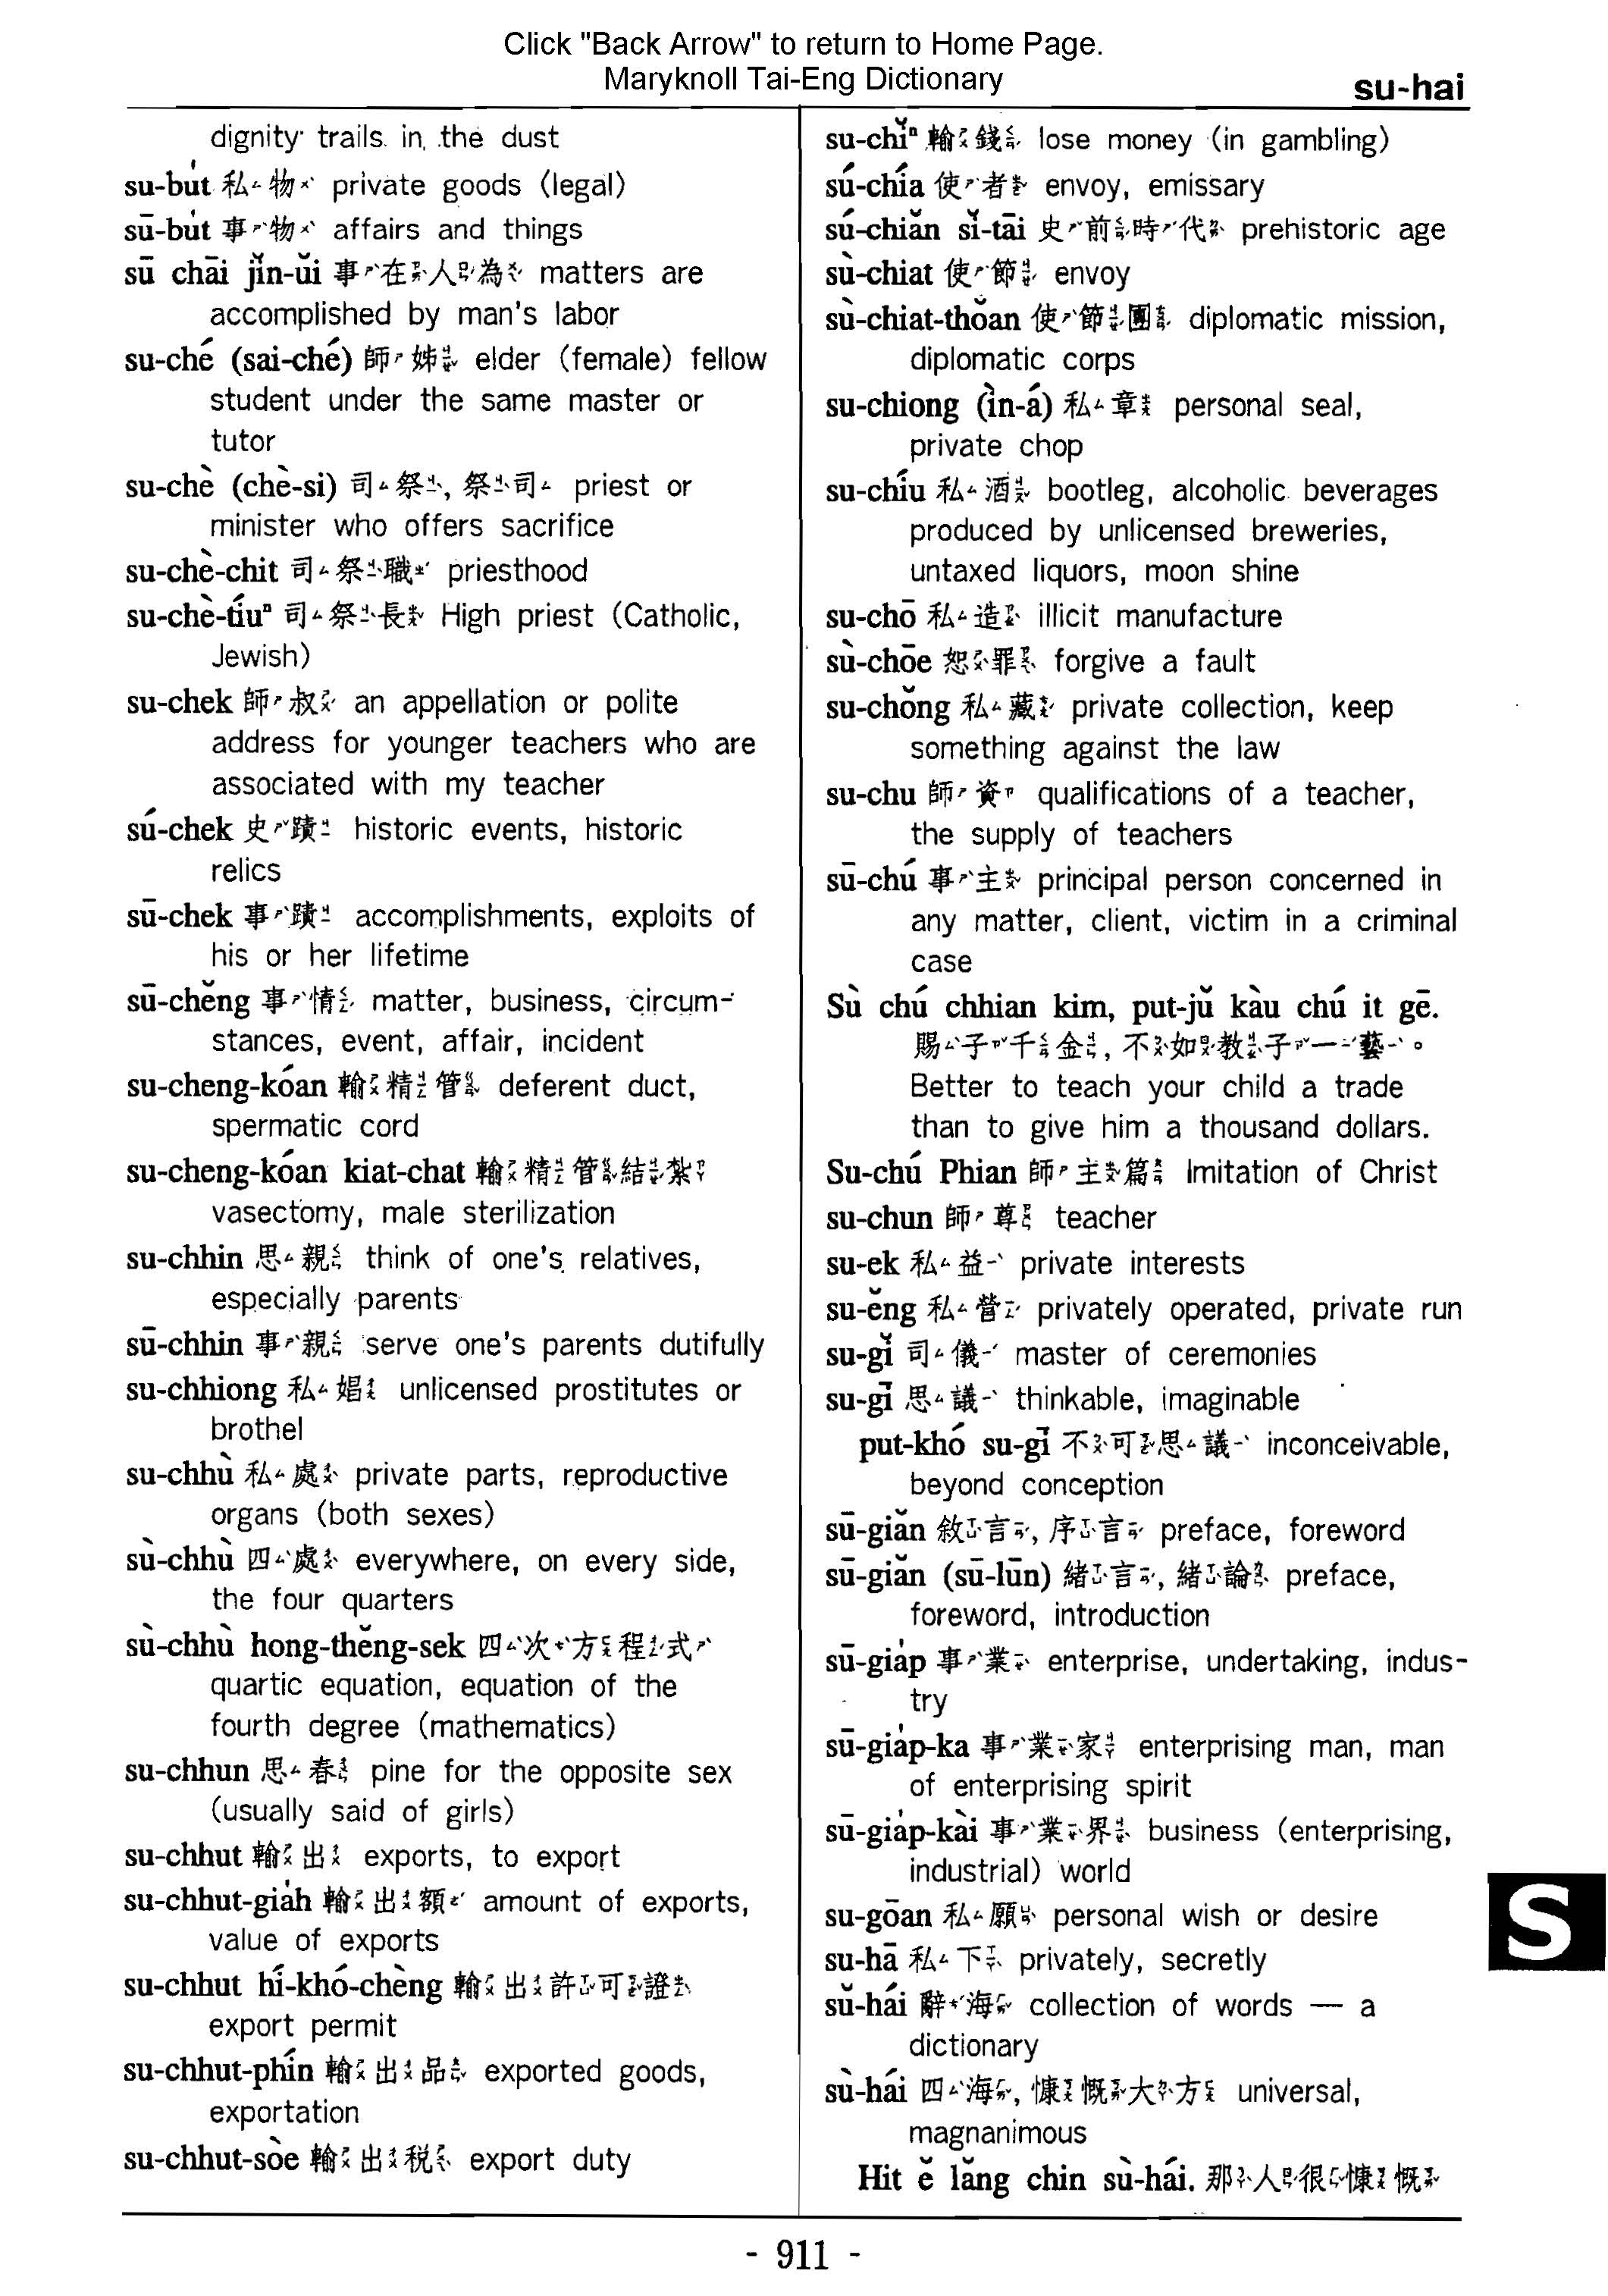 Click "Back Arrow" to return to Home Page.
Maryknoll Tai-Eng Dictionary
su-hai
dignity trails in the dust
su-bu̍t 私物 private goods (legal)
sū-bu̍t 事物 affairs and things
sū chāi jĭn-ŭi 事在人為 matters are
accomplished by man's labor
su-ché (sai-ché) 師姊 elder (female) fellow
student under the same master or
tutor
su-chè (chè-si) 司祭, 祭司 priest or
minister who offers sacrifice
su-chè-chit 司祭職 priesthood
su-chè-tíuⁿ 司祭長 High priest (Catholic,
Jewish)
su-chek 師叔 an appellation or polite
address for younger teachers who are
associated with my teacher
sú-chek 史蹟 historic events, historic
relics
sū-chek 事蹟 accomplishments, exploits of
his or her lifetime
sū-chĕng 事情 matter, business, circum-
stances, event, affair, incident
su-cheng-kóan 輸精管 deferent duct,
spermatic cord
su-cheng-kóan kiat-chat 輸精管結紮
vasectomy, male sterilization
su-chhin 思親 think of one's relatives,
especially parents
sū-chhin 事親 serve one's parents dutifully
su-chhiong 私娼 unlicensed prostitutes or
brothel
su-chhù 私處 private parts, reproductive
organs (both sexes)
sù-chhù 四處 everywhere, on every side,
the four quarters
sù-chhù hong-thĕng-sek 四次方程式
quartic equation, equation of the
fourth degree (mathematics)
su-chhun 思春 pine for the opposite sex
(usually said of girls)
su-chhut 輸出 exports, to export
su-chhut-gia̍h 輸出額 amount of exports,
value of exports
su-chhut hí-khó-chèng 輸出許可證
export permit
su-chhut-phín 輸出品 exported goods,
exportation
su-chhut-sòe 輸出稅 export duty
su-chĭⁿ 輸錢 lose money (in gambling)
sú-chía 使者 envoy, emissary
sú-chiăn sĭ-tāi 史前時代 prehistoric age
sù-chiat 使節 envoy
sù-chiat-thŏan 使節團 diplomatic mission,
diplomatic corps
su-chiong (ìn-á) 私章 personal seal,
private chop
su-chíu 私酒 bootleg, alcoholic beverages
produced by unlicensed breweries,
untaxed liquors, moon shine
su-chō 私造 illicit manufacture
sù-chōe 恕罪 forgive a fault
su-chŏng 私藏 private collection, keep
something against the law
su-chu 師資 qualifications of a teacher,
the supply of teachers
sū-chú 事主 principal person concerned in
any matter, client, victim in a criminal
case
Sù chú chhian kim, put-jŭ kàu chú it gē.
賜子千金, 不如教子一藝。
Better to teach your child a trade
than to give him a thousand dollars.
Su-chú Phian 師主篇 Imitation of Christ
su-chun 師尊 teacher
su-ek 私益 private interests
su-ĕng 私營 privately operated, private run
su-gĭ 司儀 master of ceremonies
su-gī 思議 thinkable, imaginable
put-khó su-gī 不可思議 inconceivable,
beyond conception
sū-giăn 敘言, 序言 preface, foreword
sū-giăn (sū-lūn) 緒言, 緒論 preface,
foreword, introduction
sū-gia̍p 事業 enterprise, undertaking, indus-
try
sū-gia̍p-ka 事業家 enterprising man, man
of enterprising spirit
sū-gia̍p-kài 事業界 business (enterprising,
industrial) world
su-gōan 私願 personal wish or desire
su-hā 私下 privately, secretly
sŭ-hái 辭海 collection of words — a
dictionary
sù-hái 四海, 慷慨大方 universal,
magnanimous
Hit ĕ lăng chin sù-hái. 那人很慷慨
S
- 911 -